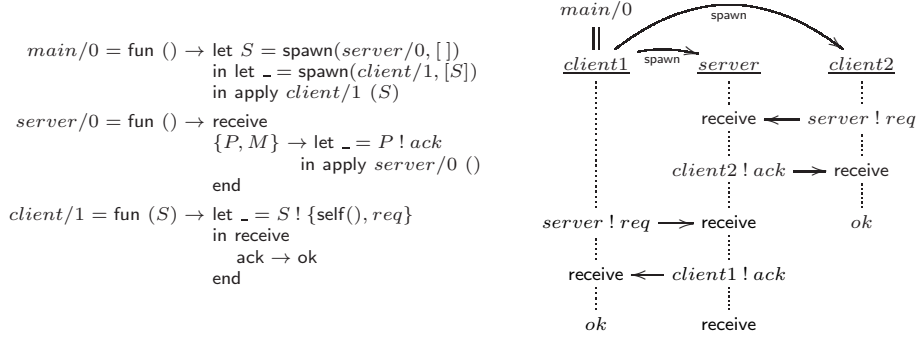 main/0 = fun () → let S = spawn(server/0, [ ])
in let _ = spawn(client/1, [S])
in apply client/1 (S)
server/0 = fun () → receive
{P, M} → let _ = P ! ack
in apply server/0 ()
end
client/1 = fun (S) → let _ = S ! {self(), req}
in receive
ack → ok
end
main/0
spawn
spawn
client1 server client2
receive server ! req
client2 ! ack receive
server ! req receive ok
receive client1 ! ack
ok receive